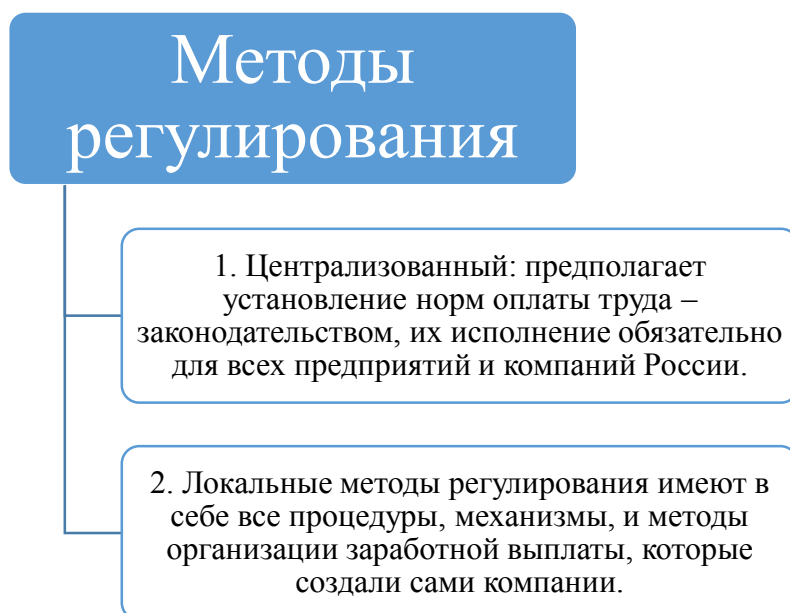 Методы
регулирования
1. Централизованный: предполагает
установление норм оплаты труда –
законодательством, их исполнение обязательно
для всех предприятий и компаний России.
2. Локальные методы регулирования имеют в
себе все процедуры, механизмы, и методы
организации заработной выплаты, которые
создали сами компании.